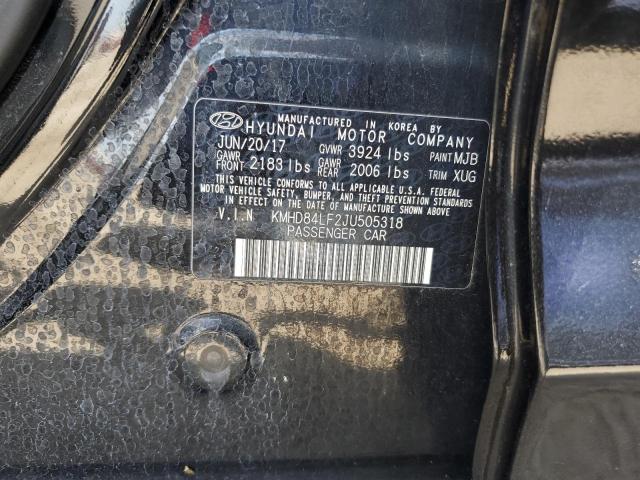 MANUFACTURED IN KOREA BY
HYUNDAI MOTOR COMPANY
JUN/20/17 GVWR 3924 lbs PAINT MJB
GAWR FRONT 2183 lbs GAWR REAR 2006 lbs TRIM XUG
THIS VEHICLE CONFORMS TO ALL APPLICABLE U.S.A. FEDERAL
MOTOR VEHICLE SAFETY, BUMPER, AND THEFT PREVENTION STANDARDS
IN EFFECT ON THE DATE OF MANUFACTURE SHOWN ABOVE.
V.I.N KMHD84LF2JU505318
PASSENGER CAR